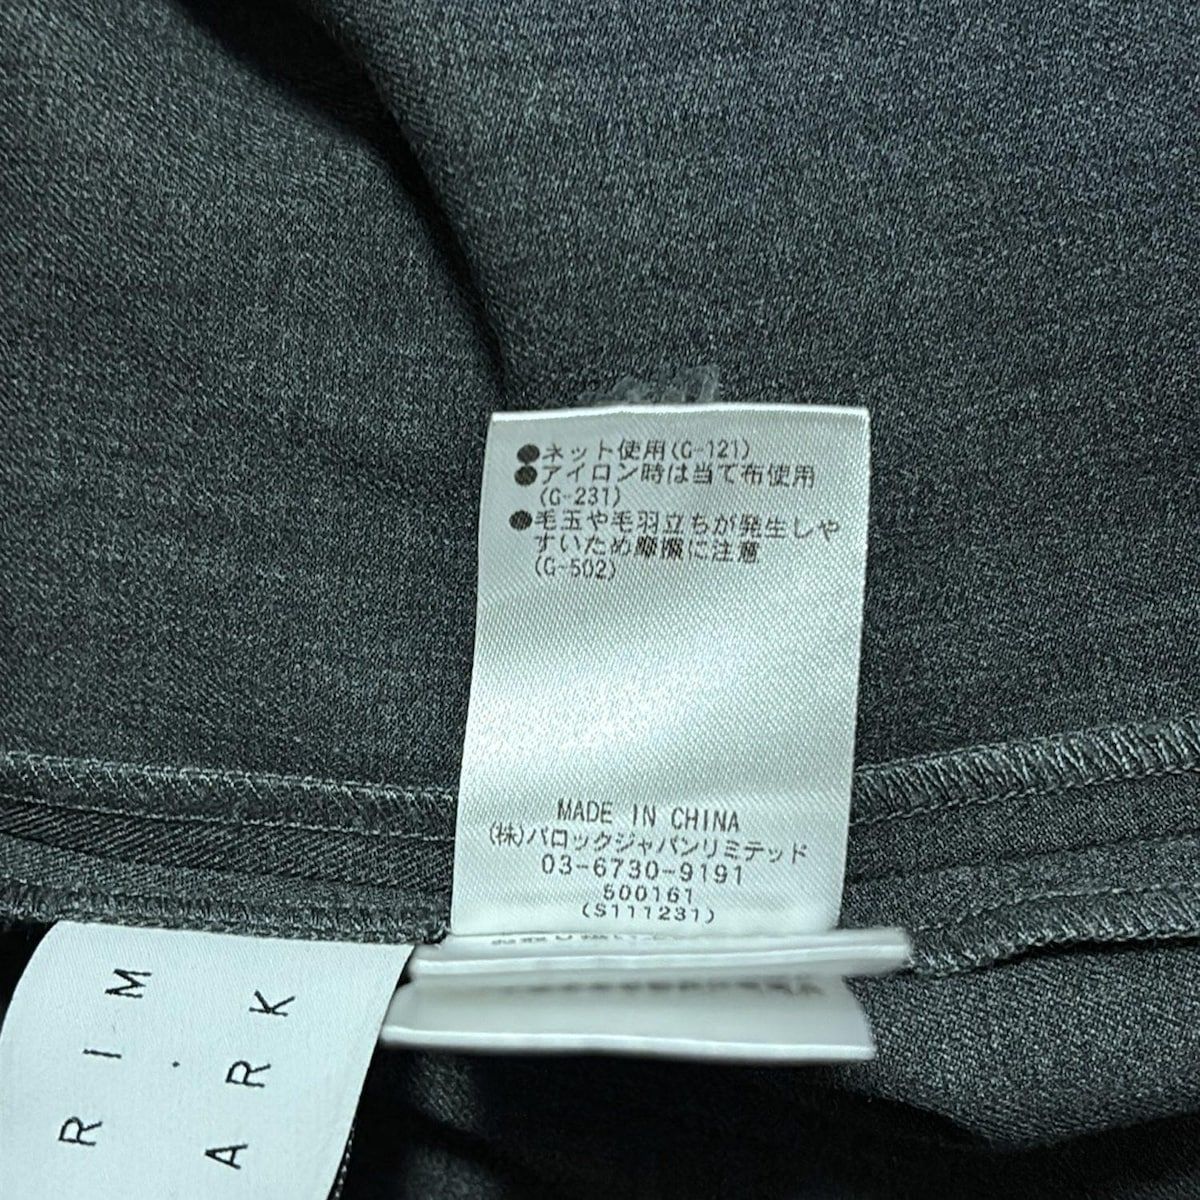 ●ネット使用(G-121)
●アイロン時は当て布使用
(G-231)
●毛玉や毛羽立ちが発生しや
すいため摩擦に注意
(G-502)
MADE IN CHINA
(株)バロックジャパンリミテッド
03-6730-9191
500161
(S111231)
RIM.
ARK